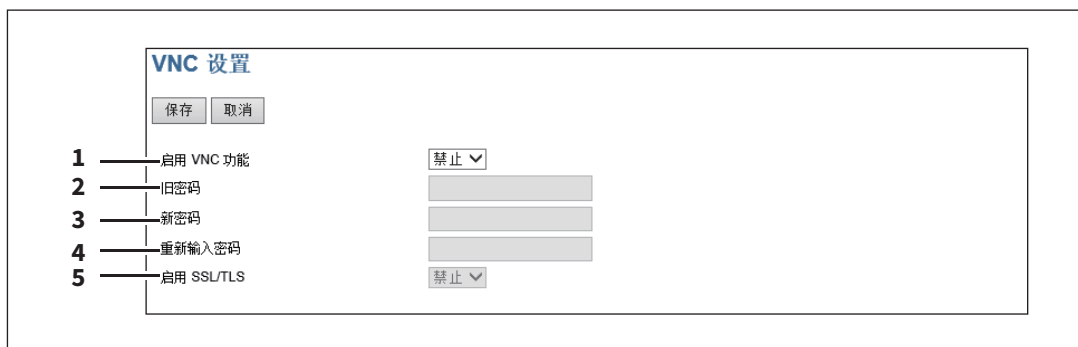 VNC 设置
保存 取消
1 启用 VNC 功能 禁止
2 旧密码
3 新密码
4 重新输入密码
5 启用 SSL/TLS 禁止